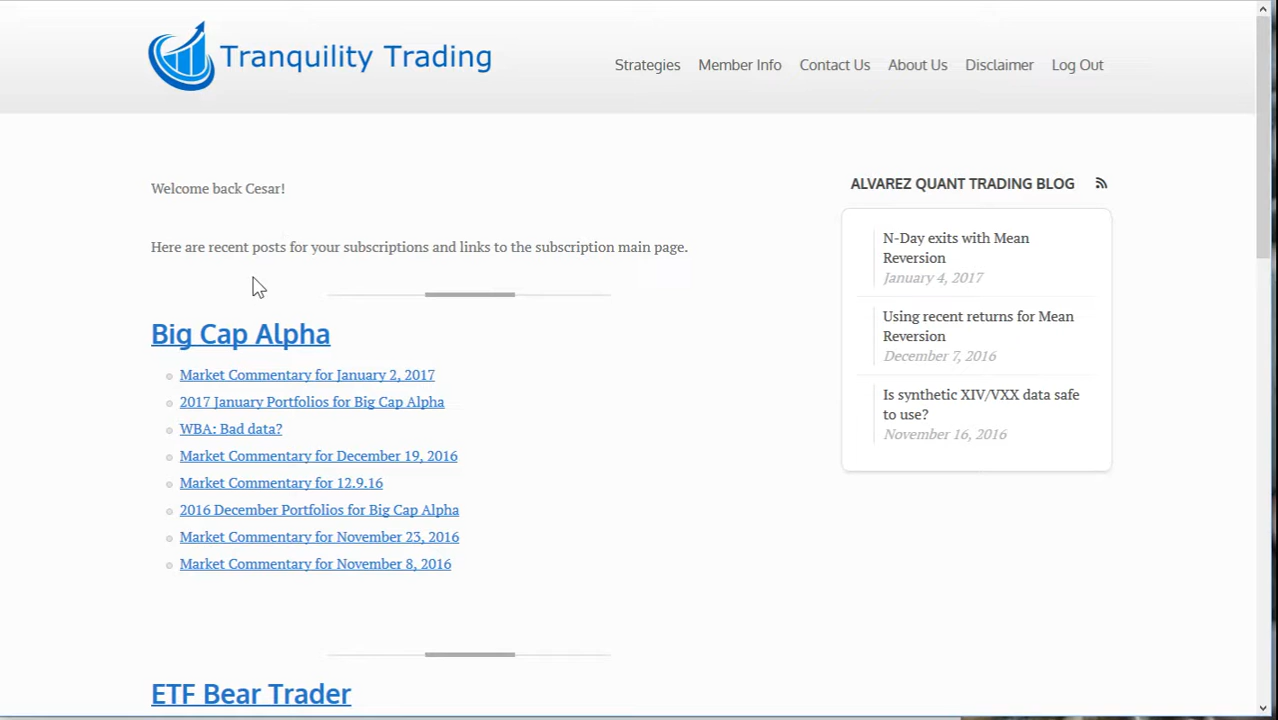 Tranquility Trading
Strategies Member Info Contact Us About Us Disclaimer Log Out
Welcome back Cesar!
Here are recent posts for your subscriptions and links to the subscription main page.
Big Cap Alpha
Market Commentary for January 2, 2017
2017 January Portfolios for Big Cap Alpha
WBA: Bad data?
Market Commentary for December 19, 2016
Market Commentary for 12.9.16
2016 December Portfolios for Big Cap Alpha
Market Commentary for November 23, 2016
Market Commentary for November 8, 2016
ETF Bear Trader
ALVAREZ QUANT TRADING BLOG
N-Day exits with Mean
Reversion
January 4, 2017
Using recent returns for Mean
Reversion
December 7, 2016
Is synthetic XIV/VXX data safe
to use?
November 16, 2016